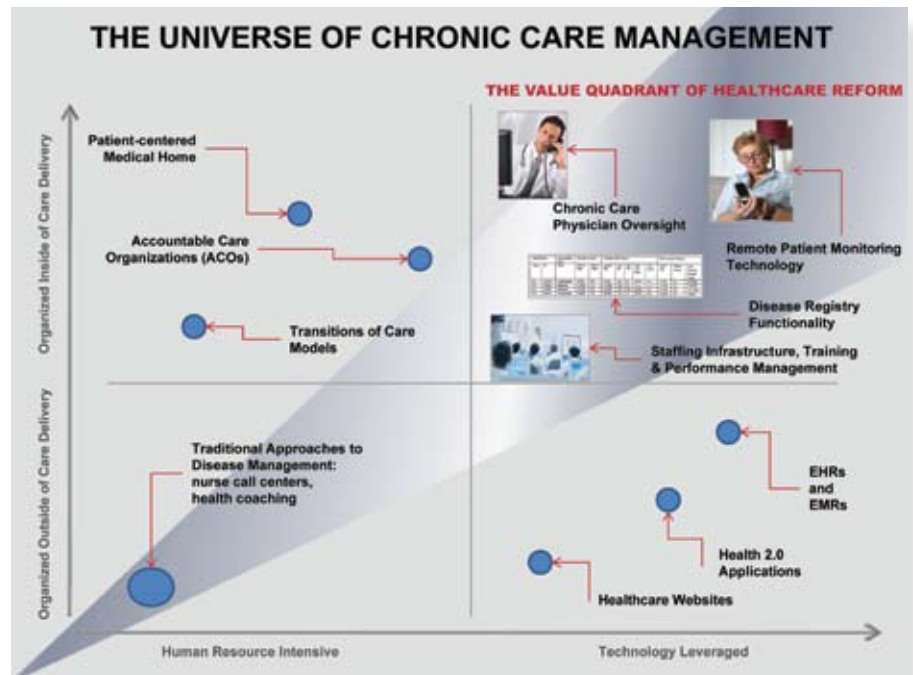 THE UNIVERSE OF CHRONIC CARE MANAGEMENT
THE VALUE QUADRANT OF HEALTHCARE REFORM
Organized Inside of Care Delivery
Patient-centered
Medical Home
Accountable Care
Organizations (ACOs)
Transitions of Care
Models
Chronic Care
Physician Oversight
Remote Patient Monitoring
Technology
Disease Registry
Functionality
Staffing Infrastructure, Training
& Performance Management
Organized Outside of Care Delivery
Traditional Approaches to
Disease Management:
nurse call centers,
health coaching
EHRs
and
EMRs
Health 2.0
Applications
Healthcare Websites
Human Resource Intensive
Technology Leveraged